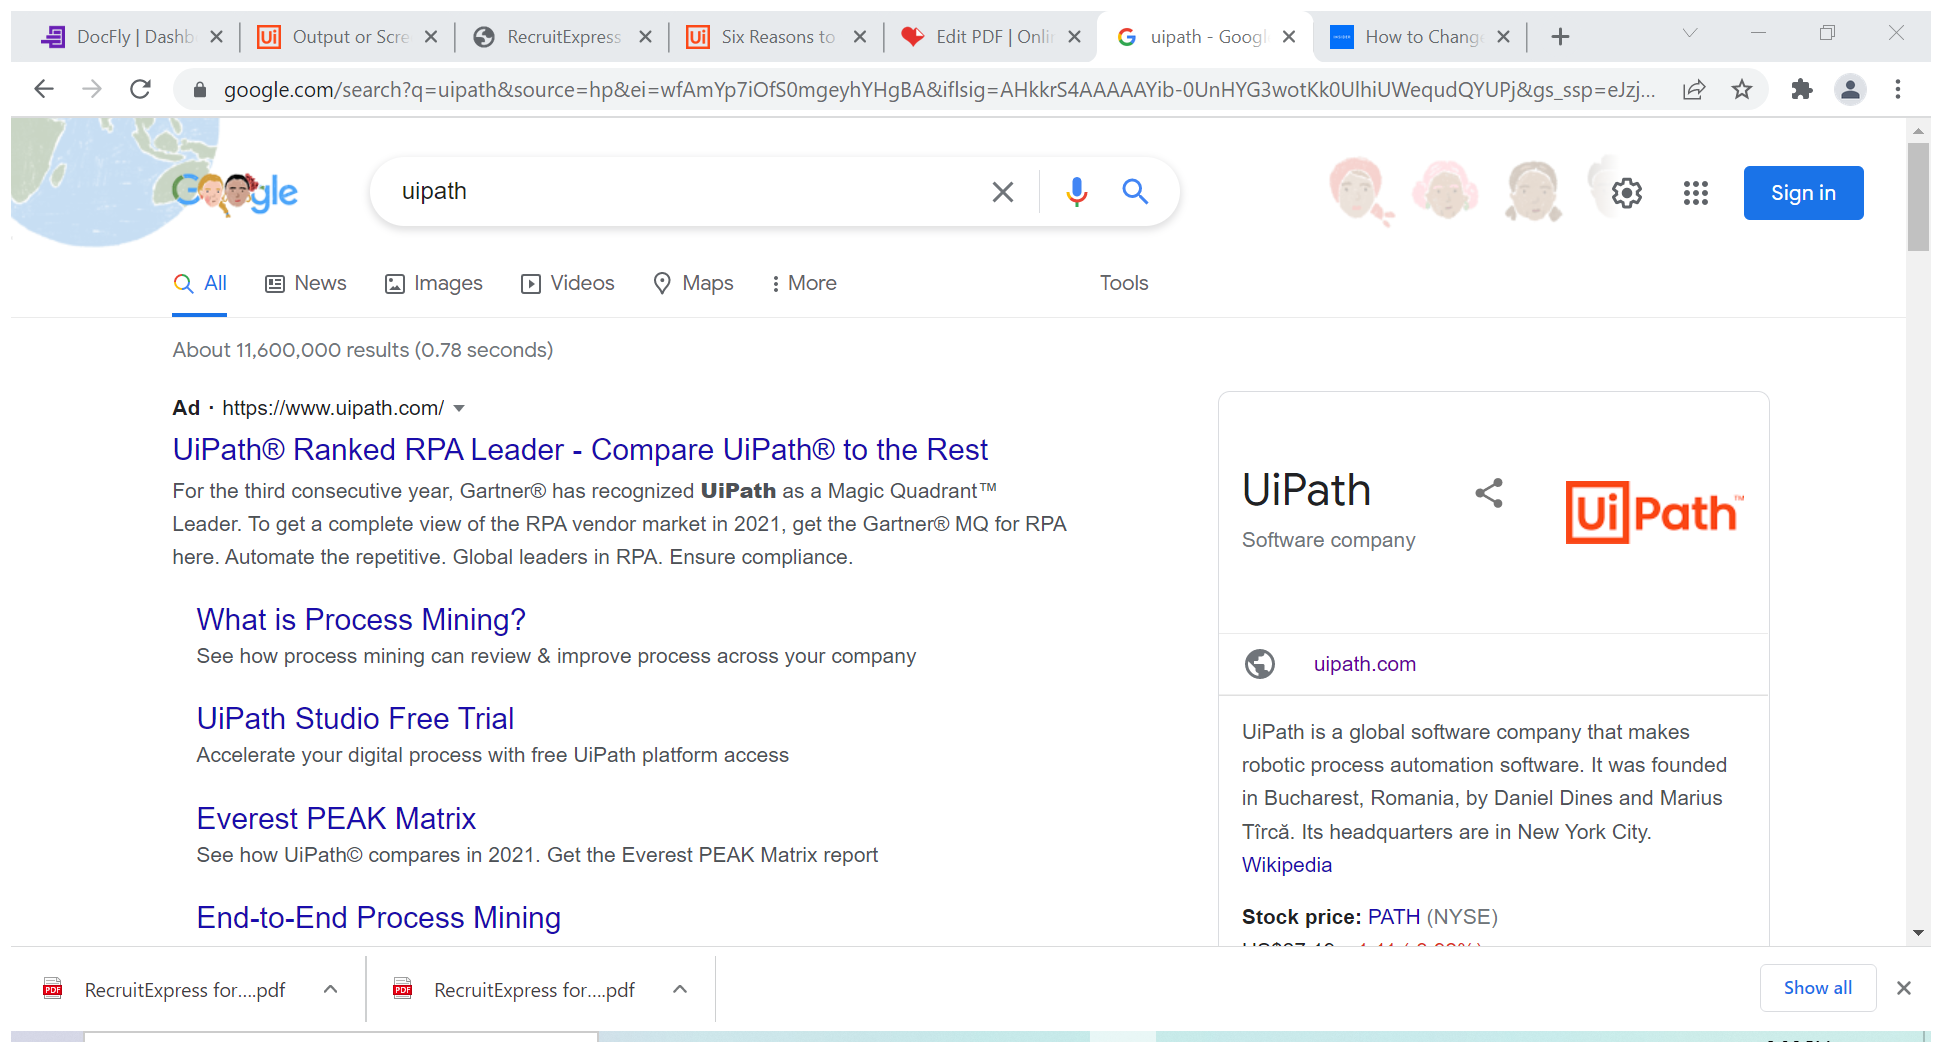 DocFly | Dashb
Output or Scre
RecruitExpress
Six Reasons to
Edit PDF | Onli
uipath - Googl
How to Change
google.com/search?q=uipath&source=hp&ei=wfAmYp7iOfS0mgeyhYHgBA&iflsig=AHkkrS4AAAAAYib-0UnHYG3wotKk0UlhiUWequdQYUPj&gs_ssp=eJzj...
Google
uipath
Sign in
All
News
Images
Videos
Maps
More
Tools
About 11,600,000 results (0.78 seconds)
Ad · https://www.uipath.com/
UiPath® Ranked RPA Leader - Compare UiPath® to the Rest
For the third consecutive year, Gartner® has recognized UiPath as a Magic Quadrant™
Leader. To get a complete view of the RPA vendor market in 2021, get the Gartner® MQ for RPA
here. Automate the repetitive. Global leaders in RPA. Ensure compliance.
What is Process Mining?
See how process mining can review & improve process across your company
UiPath Studio Free Trial
Accelerate your digital process with free UiPath platform access
Everest PEAK Matrix
See how UiPath© compares in 2021. Get the Everest PEAK Matrix report
End-to-End Process Mining
UiPath
Software company
UiPath™
uipath.com
UiPath is a global software company that makes
robotic process automation software. It was founded
in Bucharest, Romania, by Daniel Dines and Marius
Tîrcă. Its headquarters are in New York City.
Wikipedia
Stock price: PATH (NYSE)
RecruitExpress for....pdf
RecruitExpress for....pdf
Show all